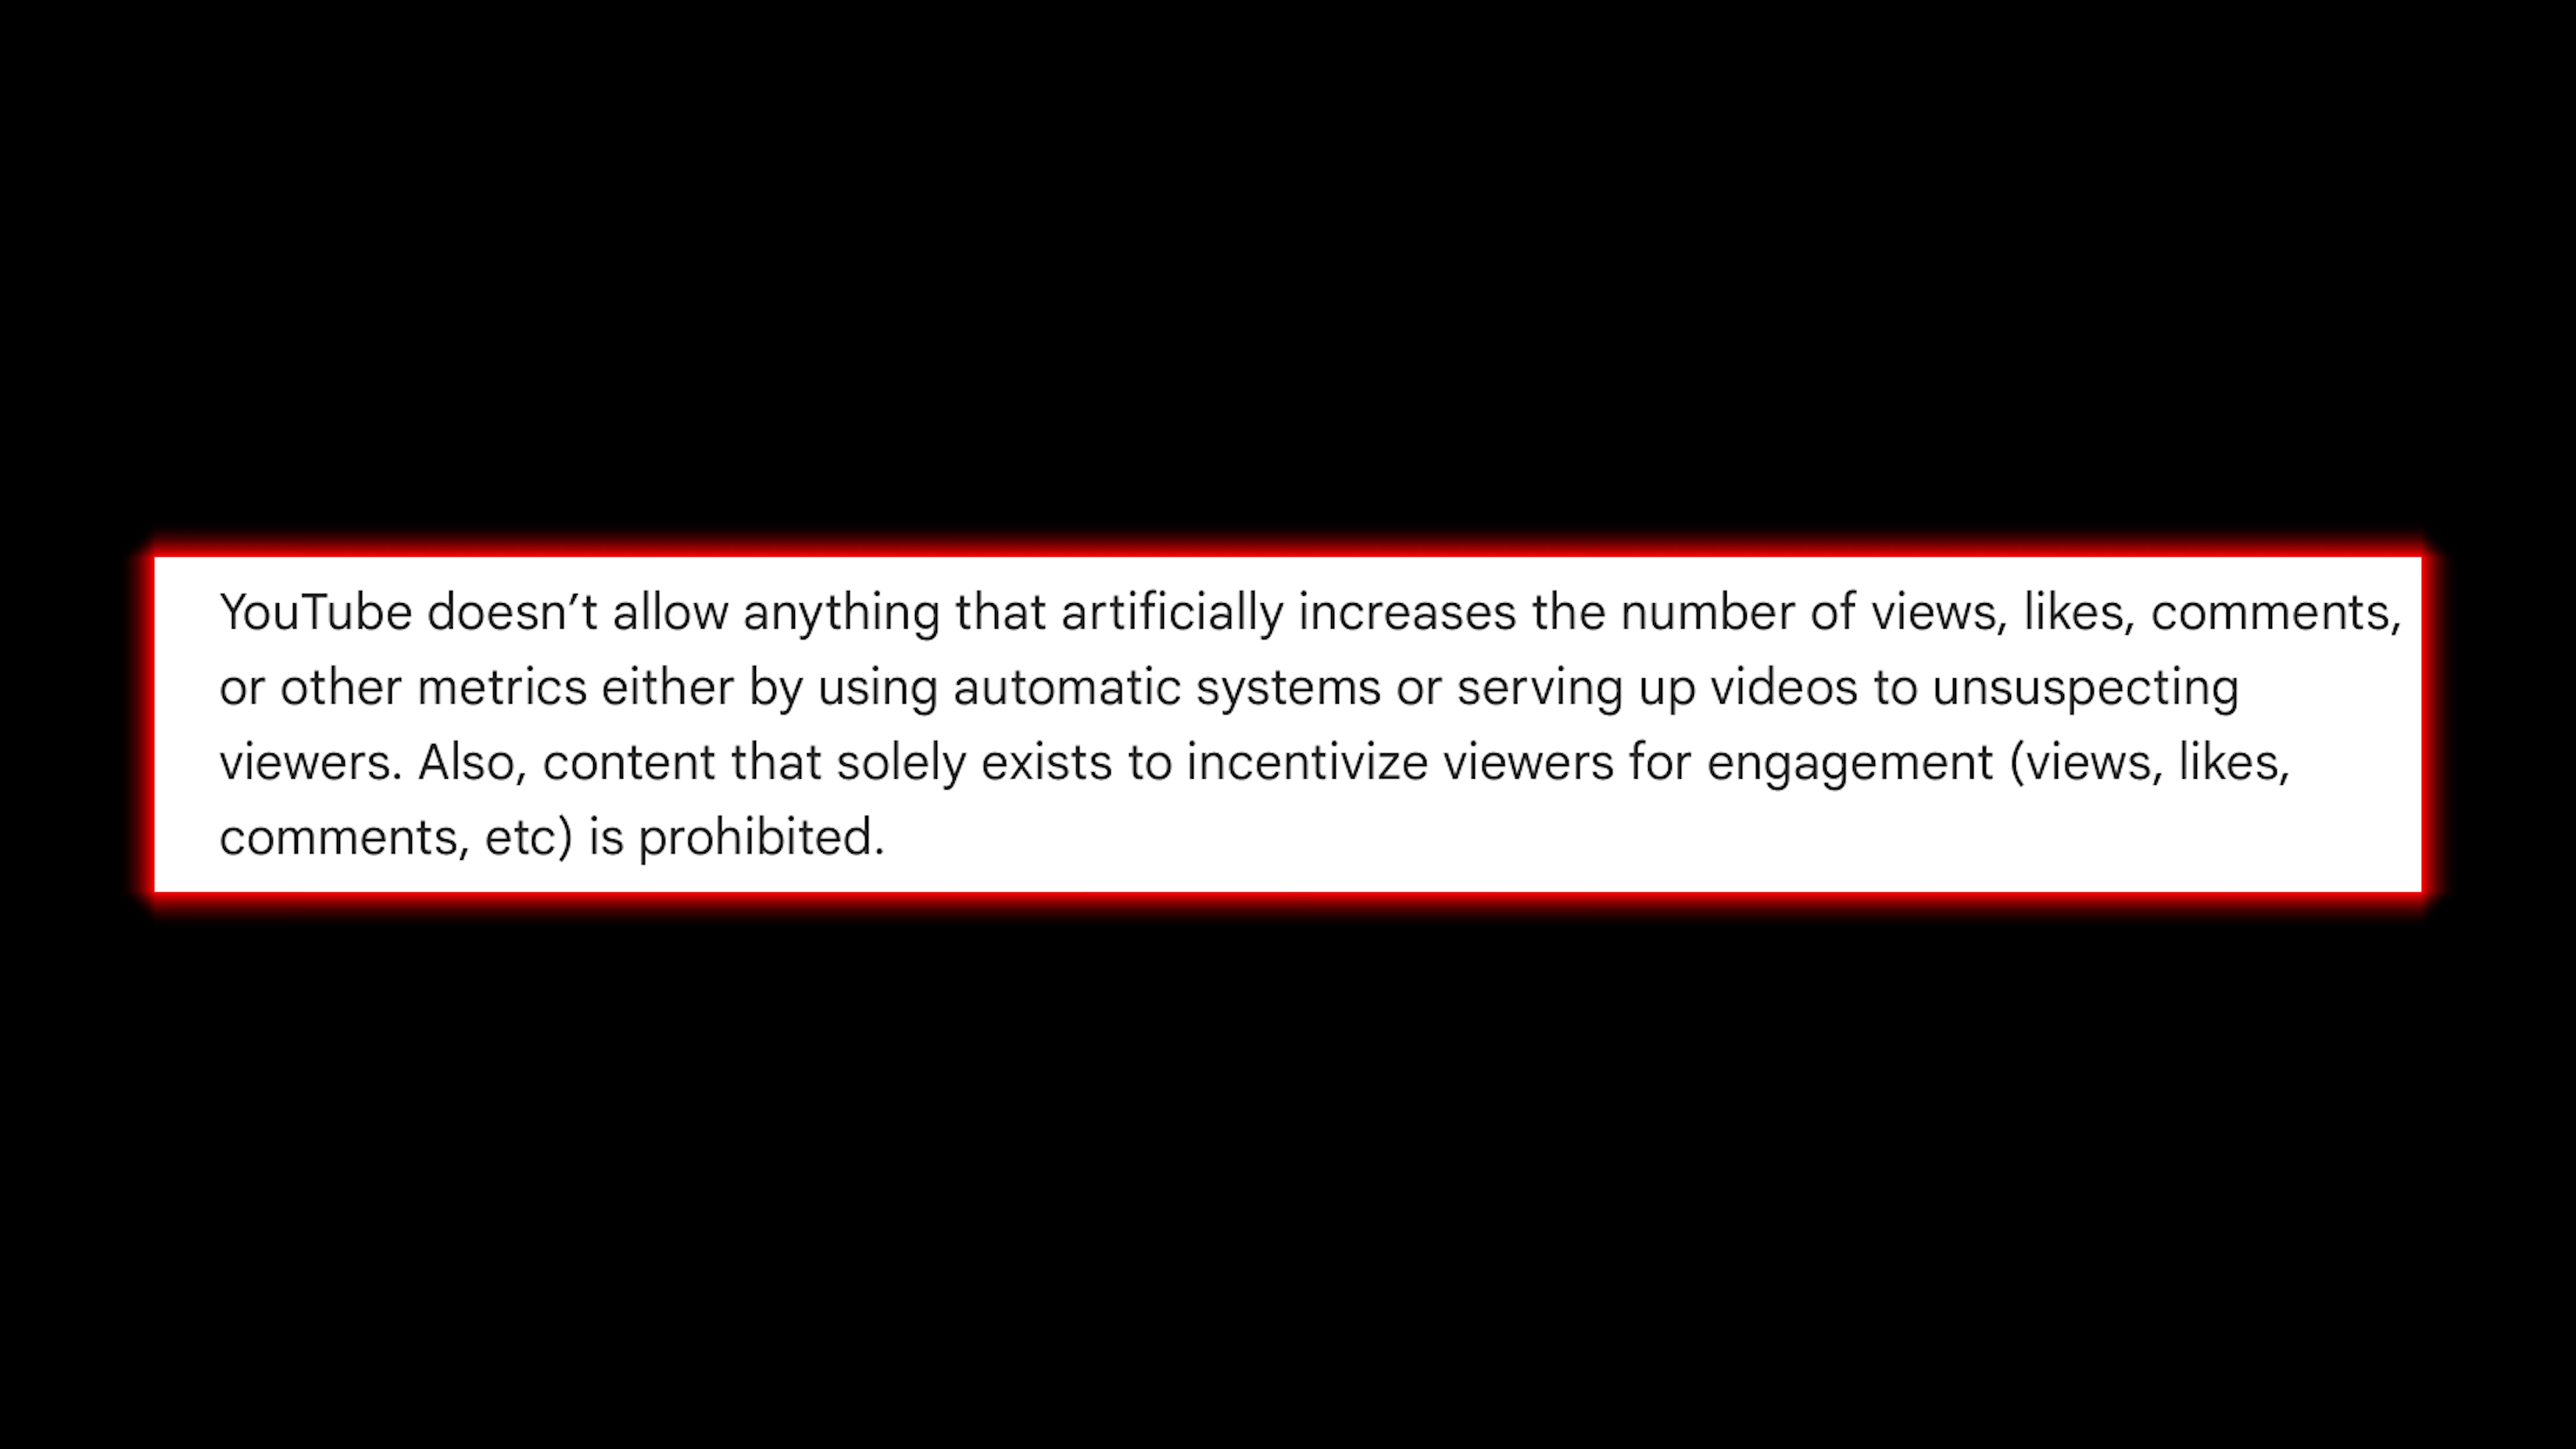 YouTube doesn’t allow anything that artificially increases the number of views, likes, comments,
or other metrics either by using automatic systems or serving up videos to unsuspecting
viewers. Also, content that solely exists to incentivize viewers for engagement (views, likes,
comments, etc) is prohibited.